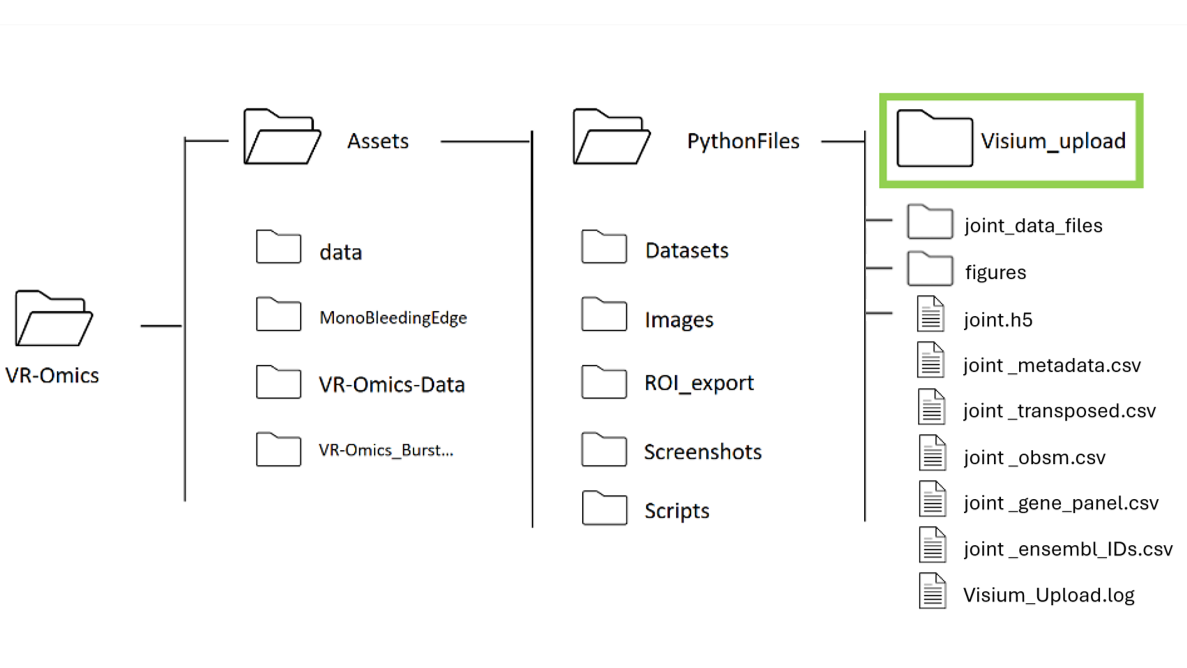 VR-Omics
Assets
data
MonoBleedingEdge
VR-Omics-Data
VR-Omics_Burst...
PythonFiles
Datasets
Images
ROI_export
Screenshots
Scripts
Visium_upload
joint_data_files
figures
joint.h5
joint _metadata.csv
joint _transposed.csv
joint _obsm.csv
joint _gene_panel.csv
joint _ensembl_IDs.csv
Visium_Upload.log